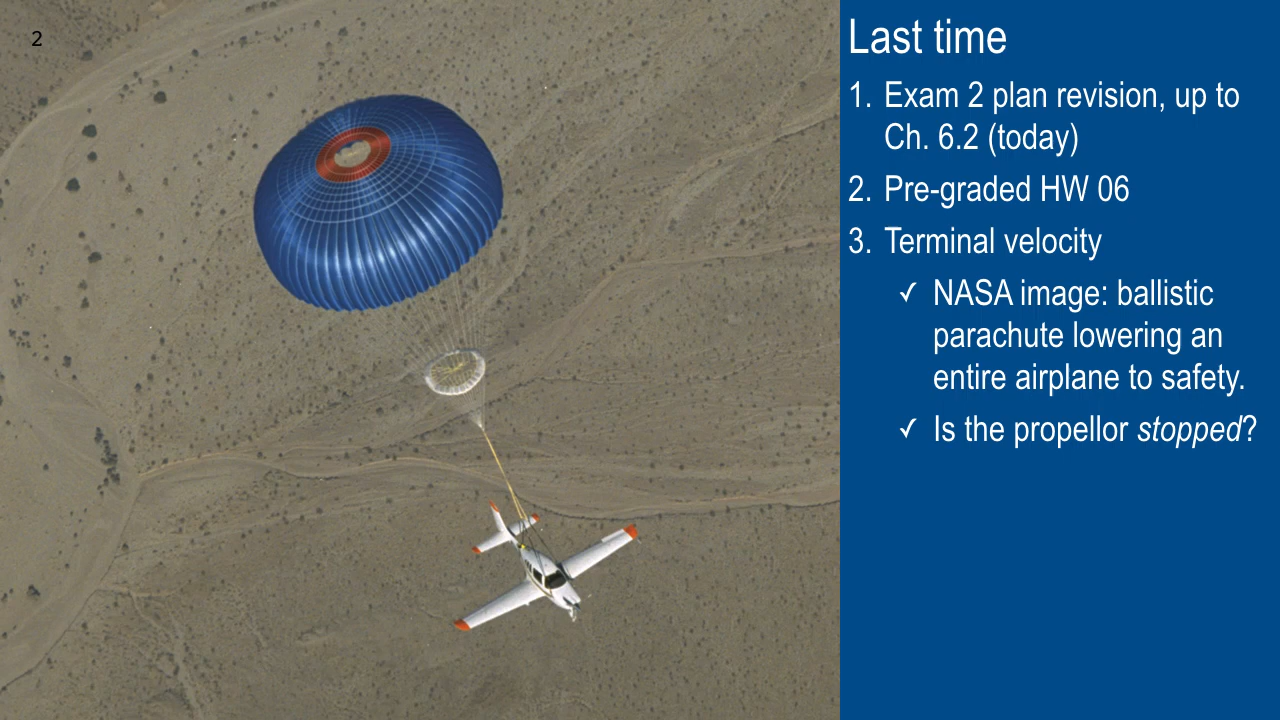 2
Last time
1. Exam 2 plan revision, up to
Ch. 6.2 (today)
2. Pre-graded HW 06
3. Terminal velocity
✓ NASA image: ballistic
parachute lowering an
entire airplane to safety.
✓ Is the propellor stopped?